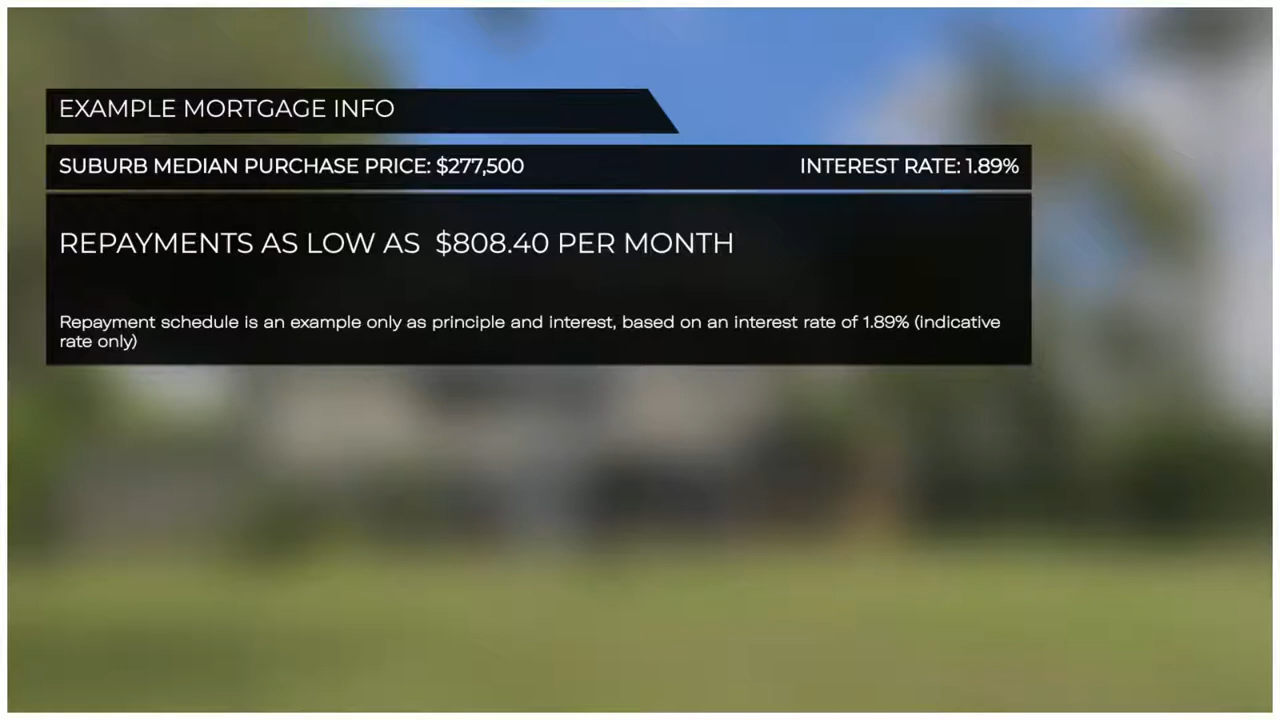 EXAMPLE MORTGAGE INFO
SUBURB MEDIAN PURCHASE PRICE: $277,500 INTEREST RATE: 1.89%
REPAYMENTS AS LOW AS $808.40 PER MONTH
Repayment schedule is an example only as principle and interest, based on an interest rate of 1.89% (indicative
rate only)